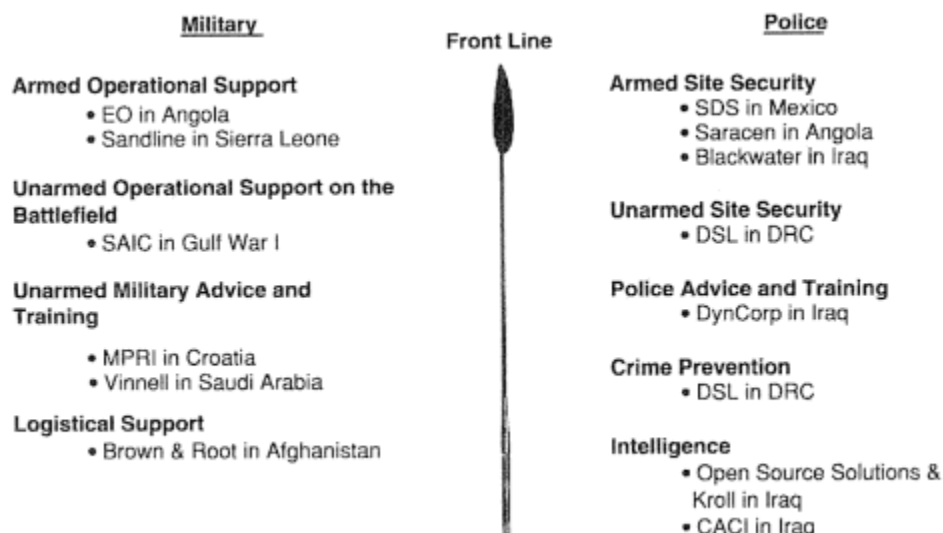 Military
Armed Operational Support
• EO in Angola
• Sandline in Sierra Leone
Unarmed Operational Support on the
Battlefield
• SAIC in Gulf War I
Unarmed Military Advice and
Training
• MPRI in Croatia
• Vinnell in Saudi Arabia
Logistical Support
• Brown & Root in Afghanistan
Front Line
Police
Armed Site Security
• SDS in Mexico
• Saracen in Angola
• Blackwater in Iraq
Unarmed Site Security
• DSL in DRC
Police Advice and Training
• DynCorp in Iraq
Crime Prevention
• DSL in DRC
Intelligence
• Open Source Solutions &
Kroll in Iraq
• CACI in Iraq